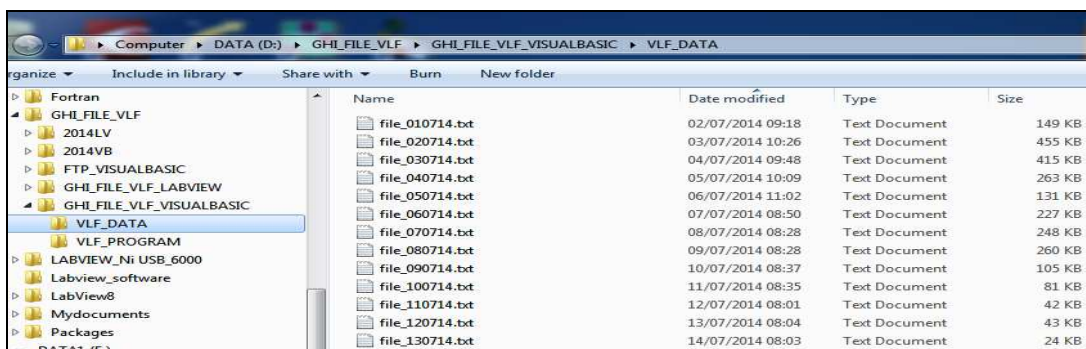 Computer ▸ DATA (D:) ▸ GHI_FILE_VLF ▸ GHI_FILE_VLF_VISUALBASIC ▸ VLF_DATA
rganize Include in library Share with Burn New folder
Fortran
GHI_FILE_VLF
2014LV
2014VB
FTP_VISUALBASIC
GHI_FILE_VLF_LABVIEW
GHI_FILE_VLF_VISUALBASIC
VLF_DATA
VLF_PROGRAM
LABVIEW_Ni USB_6000
Labview_software
LabView8
Mydocuments
Packages
DATA1 (E:)
Name Date modified Type Size
file_010714.txt 02/07/2014 09:18 Text Document 149 KB
file_020714.txt 03/07/2014 10:26 Text Document 455 KB
file_030714.txt 04/07/2014 09:48 Text Document 415 KB
file_040714.txt 05/07/2014 10:09 Text Document 263 KB
file_050714.txt 06/07/2014 11:02 Text Document 131 KB
file_060714.txt 07/07/2014 08:50 Text Document 227 KB
file_070714.txt 08/07/2014 08:28 Text Document 248 KB
file_080714.txt 09/07/2014 08:28 Text Document 260 KB
file_090714.txt 10/07/2014 08:37 Text Document 105 KB
file_100714.txt 11/07/2014 08:35 Text Document 81 KB
file_110714.txt 12/07/2014 08:01 Text Document 42 KB
file_120714.txt 13/07/2014 08:04 Text Document 43 KB
file_130714.txt 14/07/2014 08:03 Text Document 24 KB